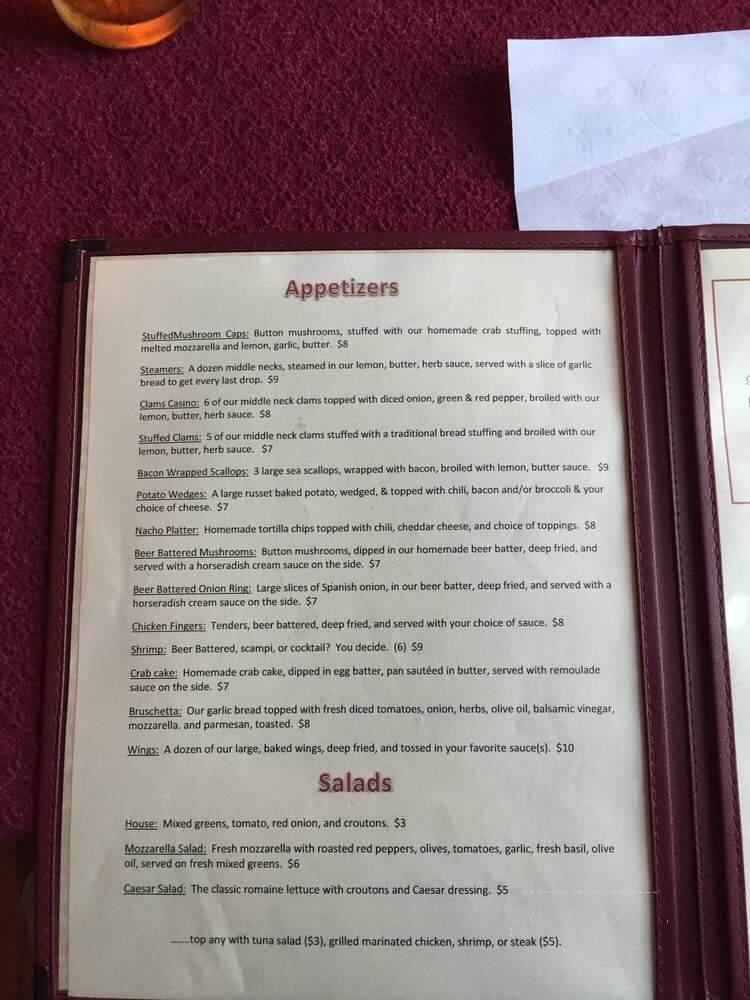 Appetizers
StuffedMushroom Caps: Button mushrooms, stuffed with our homemade crab stuffing, topped with
melted mozzarella and lemon, garlic, butter. $8
Steamers: A dozen middle necks, steamed in our lemon, butter, herb sauce, served with a slice of garlic
bread to get every last drop. $9
Clams Casino: 6 of our middle neck clams topped with diced onion, green & red pepper, broiled with our
lemon, butter, herb sauce. $8
Stuffed Clams: 5 of our middle neck clams stuffed with a traditional bread stuffing and broiled with our
lemon, butter, herb sauce. $7
Bacon Wrapped Scallops: 3 large sea scallops, wrapped with bacon, broiled with lemon, butter sauce. $9
Potato Wedges: A large russet baked potato, wedged, & topped with chili, bacon and/or broccoli & your
choice of cheese. $7
Nacho Platter: Homemade tortilla chips topped with chili, cheddar cheese, and choice of toppings. $8
Beer Battered Mushrooms: Button mushrooms, dipped in our homemade beer batter, deep fried, and
served with a horseradish cream sauce on the side. $7
Beer Battered Onion Ring: Large slices of Spanish onion, in our beer batter, deep fried, and served with a
horseradish cream sauce on the side. $7
Chicken Fingers: Tenders, beer battered, deep fried, and served with your choice of sauce. $8
Shrimp: Beer Battered, scampi, or cocktail? You decide. (6) $9
Crab cake: Homemade crab cake, dipped in egg batter, pan sautéed in butter, served with remoulade
sauce on the side. $7
Bruschetta: Our garlic bread topped with fresh diced tomatoes, onion, herbs, olive oil, balsamic vinegar,
mozzarella. and parmesan, toasted. $8
Wings: A dozen of our large, baked wings, deep fried, and tossed in your favorite sauce(s). $10
Salads
House: Mixed greens, tomato, red onion, and croutons. $3
Mozzarella Salad: Fresh mozzarella with roasted red peppers, olives, tomatoes, garlic, fresh basil, olive
oil, served on fresh mixed greens. $6
Caesar Salad: The classic romaine lettuce with croutons and Caesar dressing. $5
.......top any with tuna salad ($3), grilled marinated chicken, shrimp, or steak ($5).